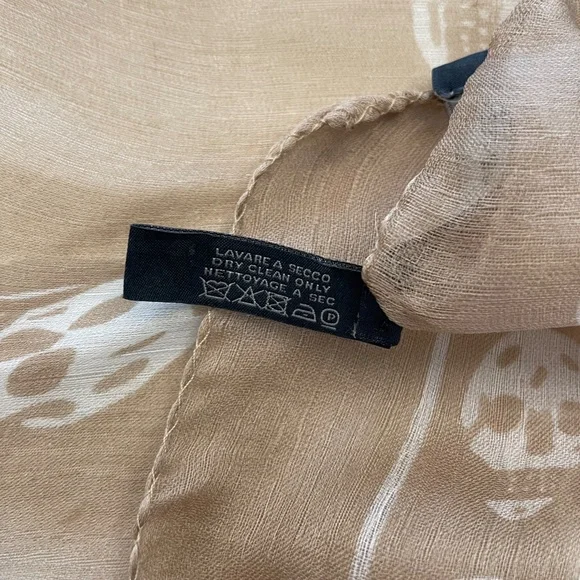 LAVARE A SECCO
DRY CLEAN ONLY
NETTOYAGE A SEC
P